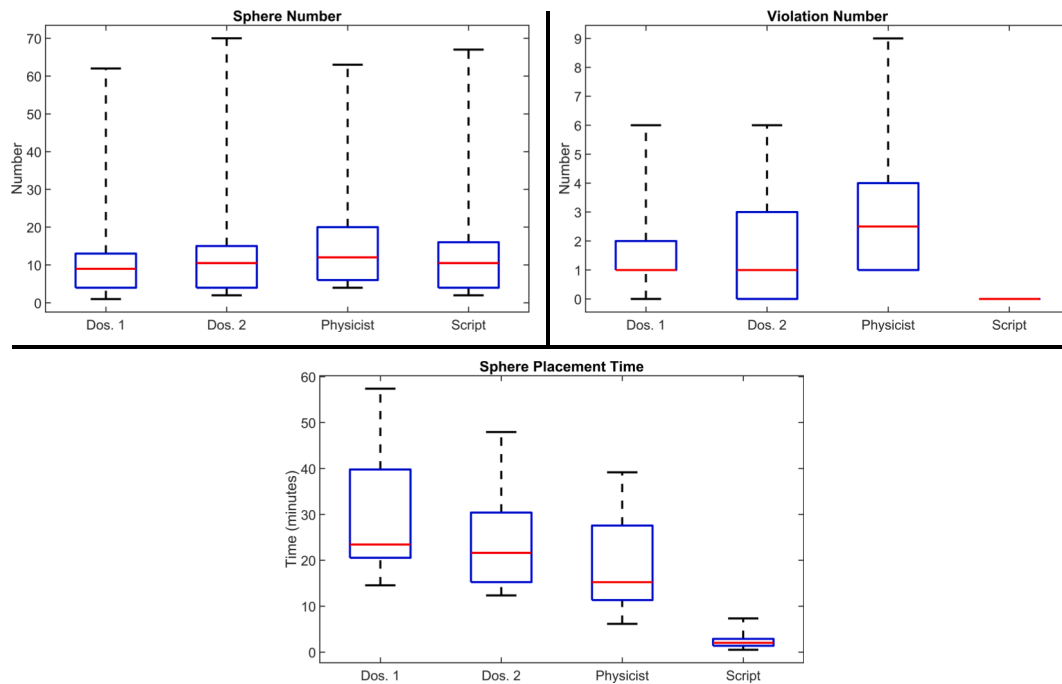 Sphere Number
Number
70
60
50
40
30
20
10
0
Dos. 1 Dos. 2 Physicist Script
Violation Number
Number
9
8
7
6
5
4
3
2
1
0
Dos. 1 Dos. 2 Physicist Script
Sphere Placement Time
Time (minutes)
60
50
40
30
20
10
0
Dos. 1 Dos. 2 Physicist Script